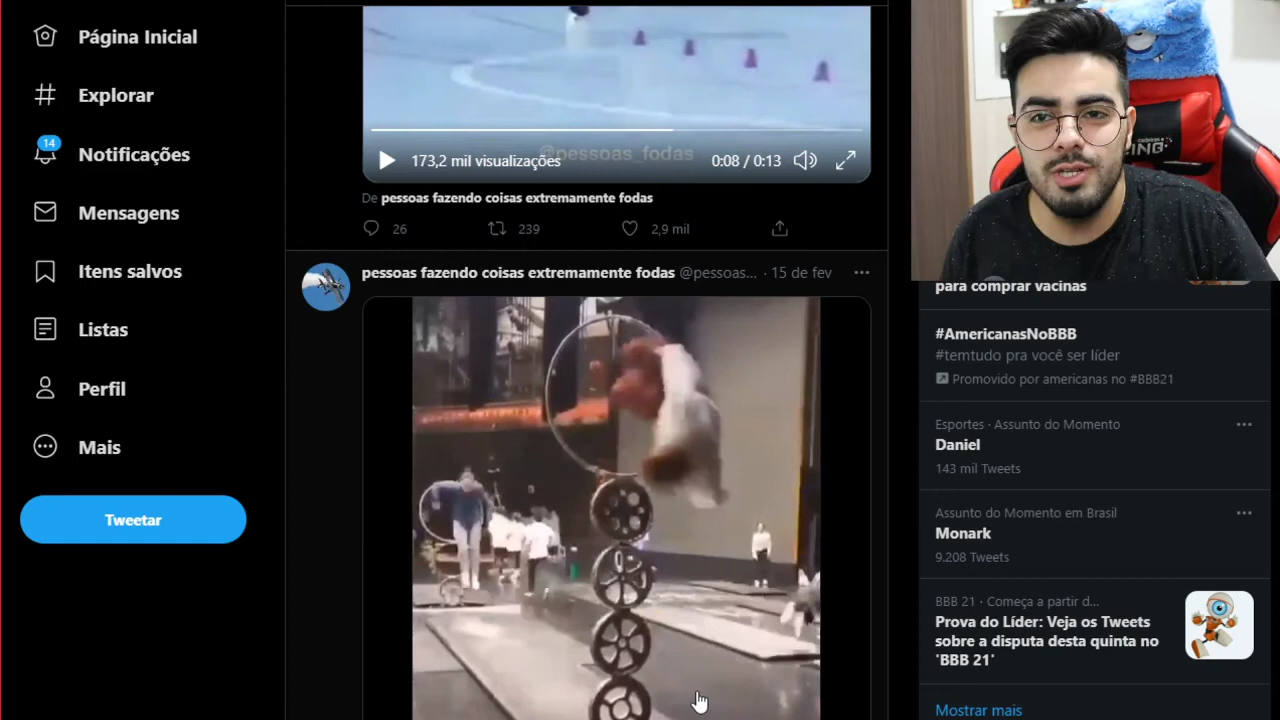 Página Inicial
Explorar
14
Notificações
Mensagens
Itens salvos
Listas
Perfil
Mais
Tweetar
@pessoas_fodas
173,2 mil visualizações
0:08 / 0:13
De pessoas fazendo coisas extremamente fodas
26
239
2,9 mil
pessoas fazendo coisas extremamente fodas @pessoas... · 15 de fev
para comprar vacinas
#AmericanasNoBBB
#temtudo pra você ser líder
Promovido por americanas no #BBB21
Esportes · Assunto do Momento
Daniel
143 mil Tweets
Assunto do Momento em Brasil
Monark
9.208 Tweets
BBB 21 · Começa a partir d...
Prova do Líder: Veja os Tweets
sobre a disputa desta quinta no
'BBB 21'
Mostrar mais